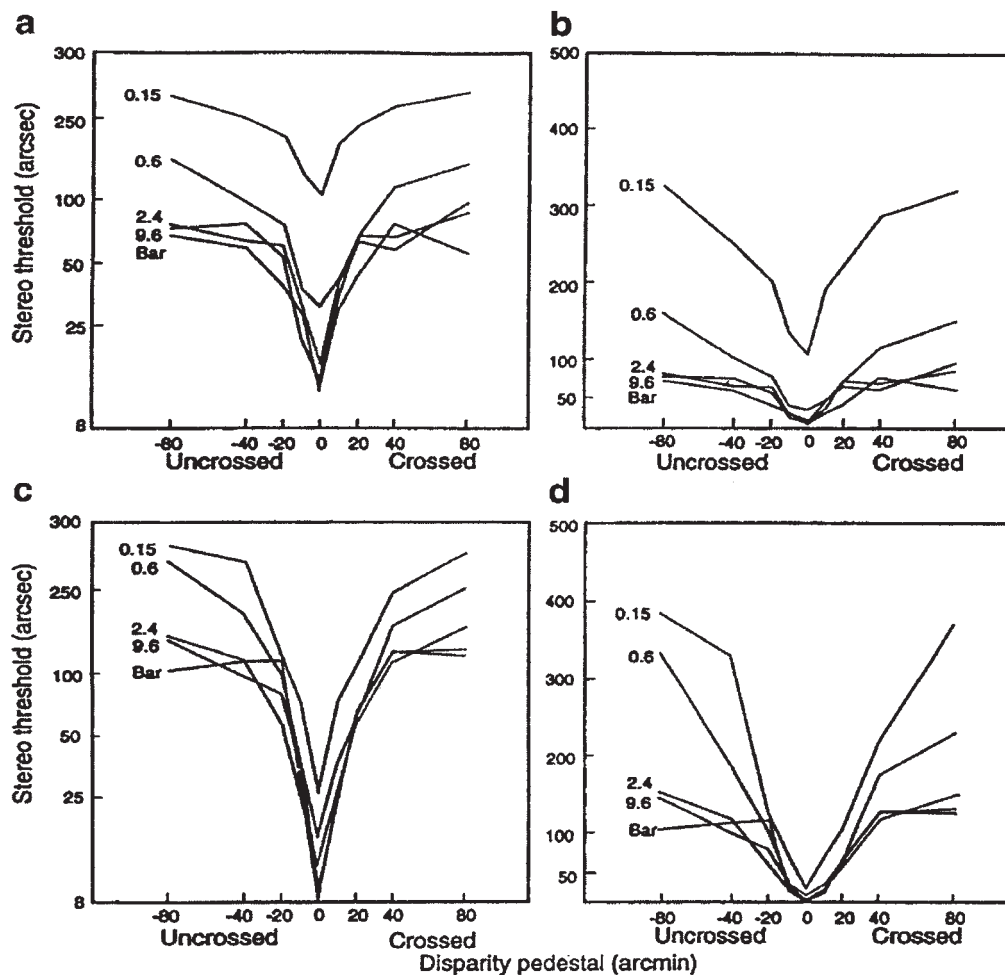 a
300
250
100
50
25
8
Stereo threshold (arcsec)
0.15
0.6
2.4
9.6
Bar
-80 -40 -20 0 20 40 80
Uncrossed Crossed
b
500
400
300
200
100
50
0.15
0.6
2.4
9.6
Bar
-80 -40 -20 0 20 40 80
Uncrossed Crossed
c
300
250
100
50
25
8
Stereo threshold (arcsec)
0.15
0.6
2.4
9.6
Bar
-80 -40 -20 0 20 40 80
Uncrossed Crossed
d
500
400
300
200
100
50
0.15
0.6
2.4
9.6
Bar
-80 -40 -20 0 20 40 80
Uncrossed Crossed
Disparity pedestal (arcmin)